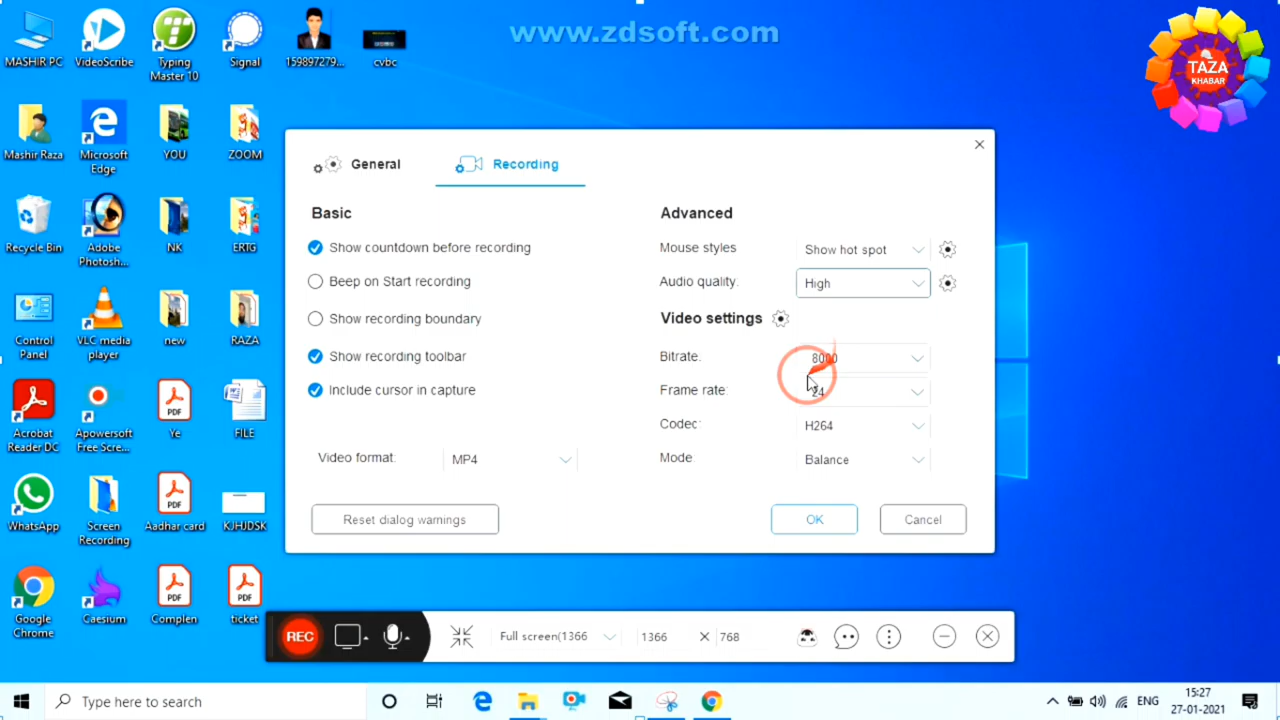 www.zdsoft.com
TAZA
KHABAR
MASHIR PC
VideoScribe
Typing
Master 10
Signal
159897279...
cvbc
Mashir Raza
Microsoft
Edge
YOU
ZOOM
Recycle Bin
Adobe
Photosh...
NK
ERTG
Control
Panel
VLC media
player
new
RAZA
Acrobat
Reader DC
Apowersoft
Free Scre...
PDF
Ye
FILE
WhatsApp
Screen
Recording
PDF
Aadhar card
KJHJDSK
Google
Chrome
Caesium
PDF
Complen
PDF
ticket
General
Recording
Basic
Show countdown before recording
Beep on Start recording
Show recording boundary
Show recording toolbar
Include cursor in capture
Video format:
MP4
Reset dialog warnings
Advanced
Mouse styles
Show hot spot
Audio quality:
High
Video settings
Bitrate:
8000
Frame rate:
24
Codec:
H264
Mode:
Balance
OK
Cancel
REC
Full screen(1366
1366
768
Type here to search
ENG
15:27
27-01-2021